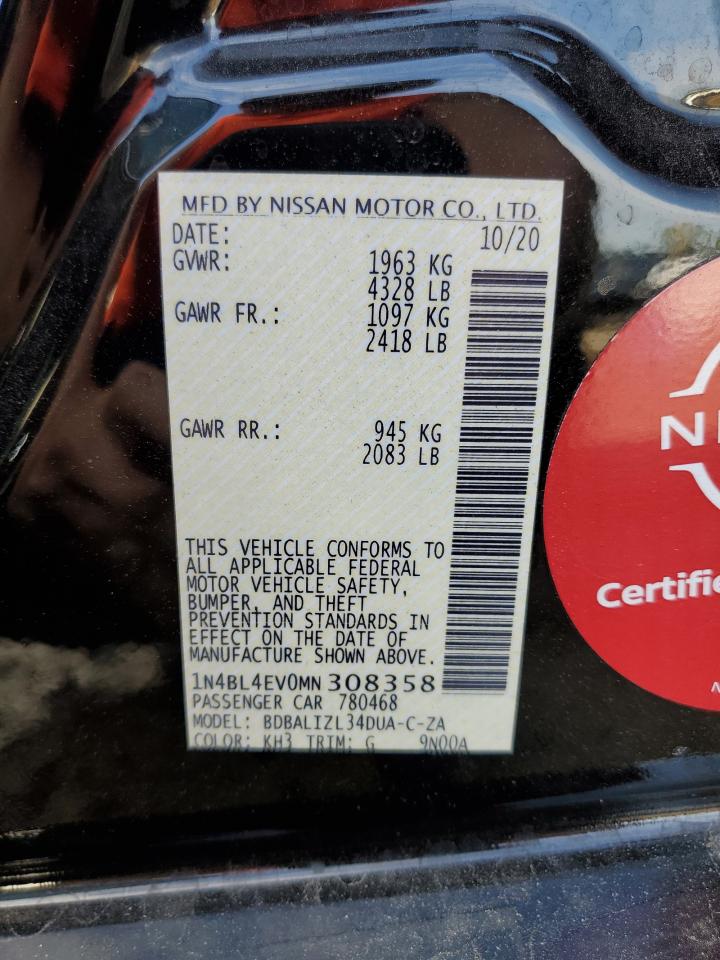 MFD BY NISSAN MOTOR CO., LTD.
DATE: 10/20
GVWR: 1963 KG
4328 LB
GAWR FR.: 1097 KG
2418 LB
GAWR RR.: 945 KG
2083 LB
THIS VEHICLE CONFORMS TO
ALL APPLICABLE FEDERAL
MOTOR VEHICLE SAFETY,
BUMPER, AND THEFT
PREVENTION STANDARDS IN
EFFECT ON THE DATE OF
MANUFACTURE SHOWN ABOVE.
1N4BL4EV0MN308358
PASSENGER CAR 780468
MODEL: BDBALIZL34DUA-C-ZA
COLOR: KH3 TRIM: G 9N00A